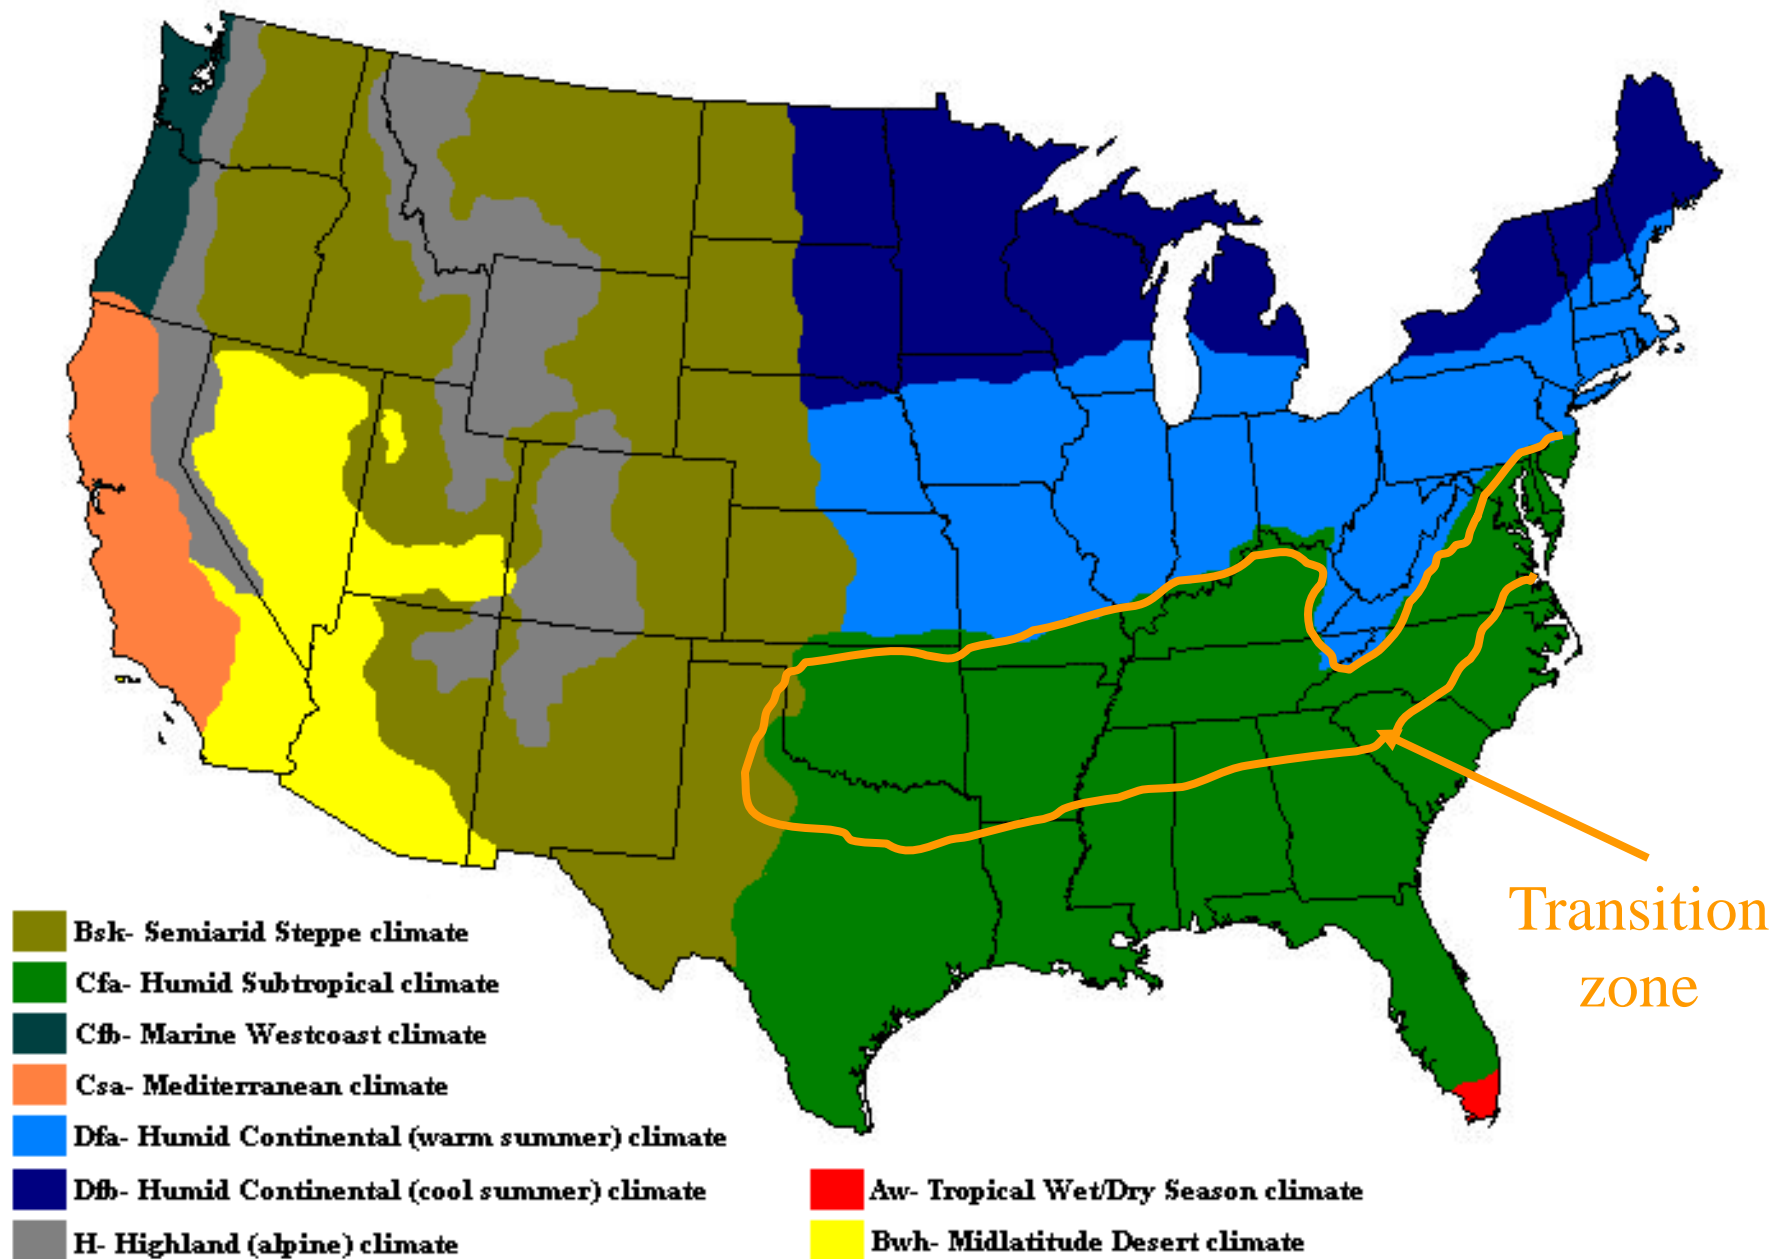 Transition
zone
Bsk- Semiarid Steppe climate
Cfa- Humid Subtropical climate
Cfb- Marine Westcoast climate
Csa- Mediterranean climate
Dfa- Humid Continental (warm summer) climate
Dfb- Humid Continental (cool summer) climate
H- Highland (alpine) climate
Aw- Tropical Wet/Dry Season climate
Bwh- Midlatitude Desert climate